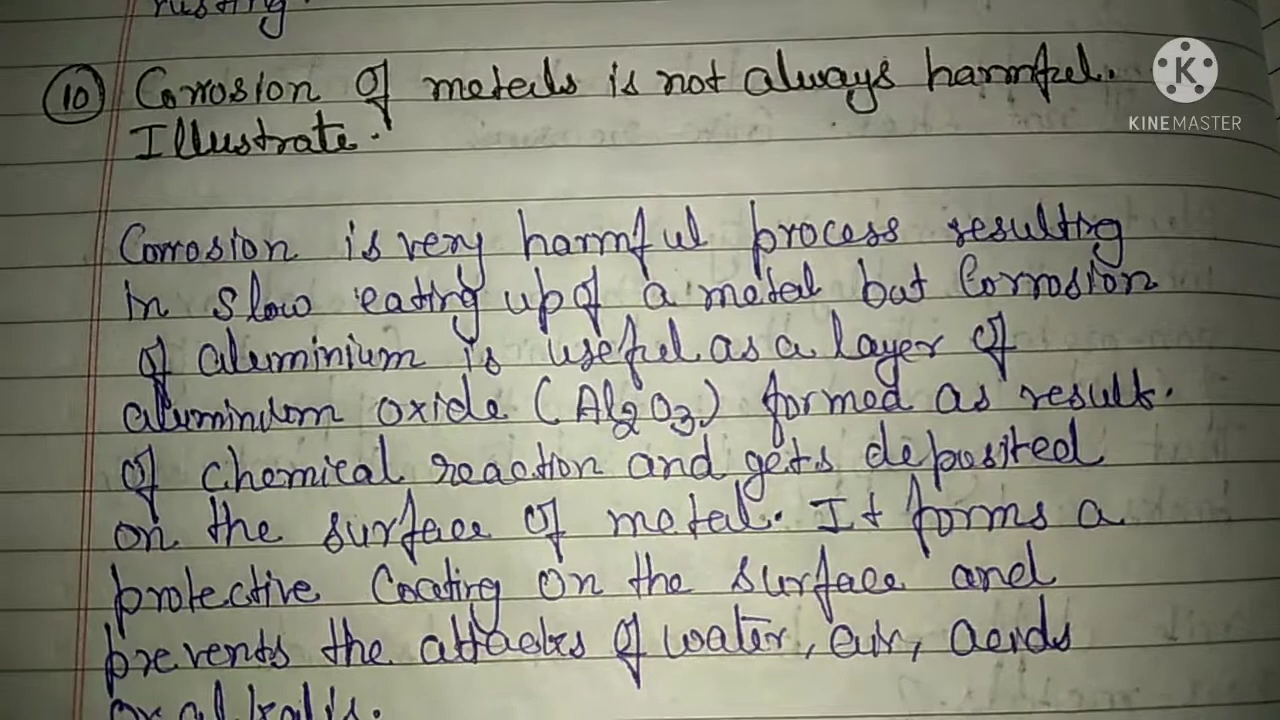 rusting
(10) Corrosion of metals is not always harmful.
Illustrate.
Corrosion is very harmful process resulting
in slow eating up of a metal but Corrosion
of aluminium is useful as a layer of
aluminium oxide (Al2O3) formed as result.
of chemical reaction and gets deposited
on the surface of metal. It forms a
protective Coating on the surface and
prevents the attacks of water, air, acids
or alkalis.
KINEMASTER